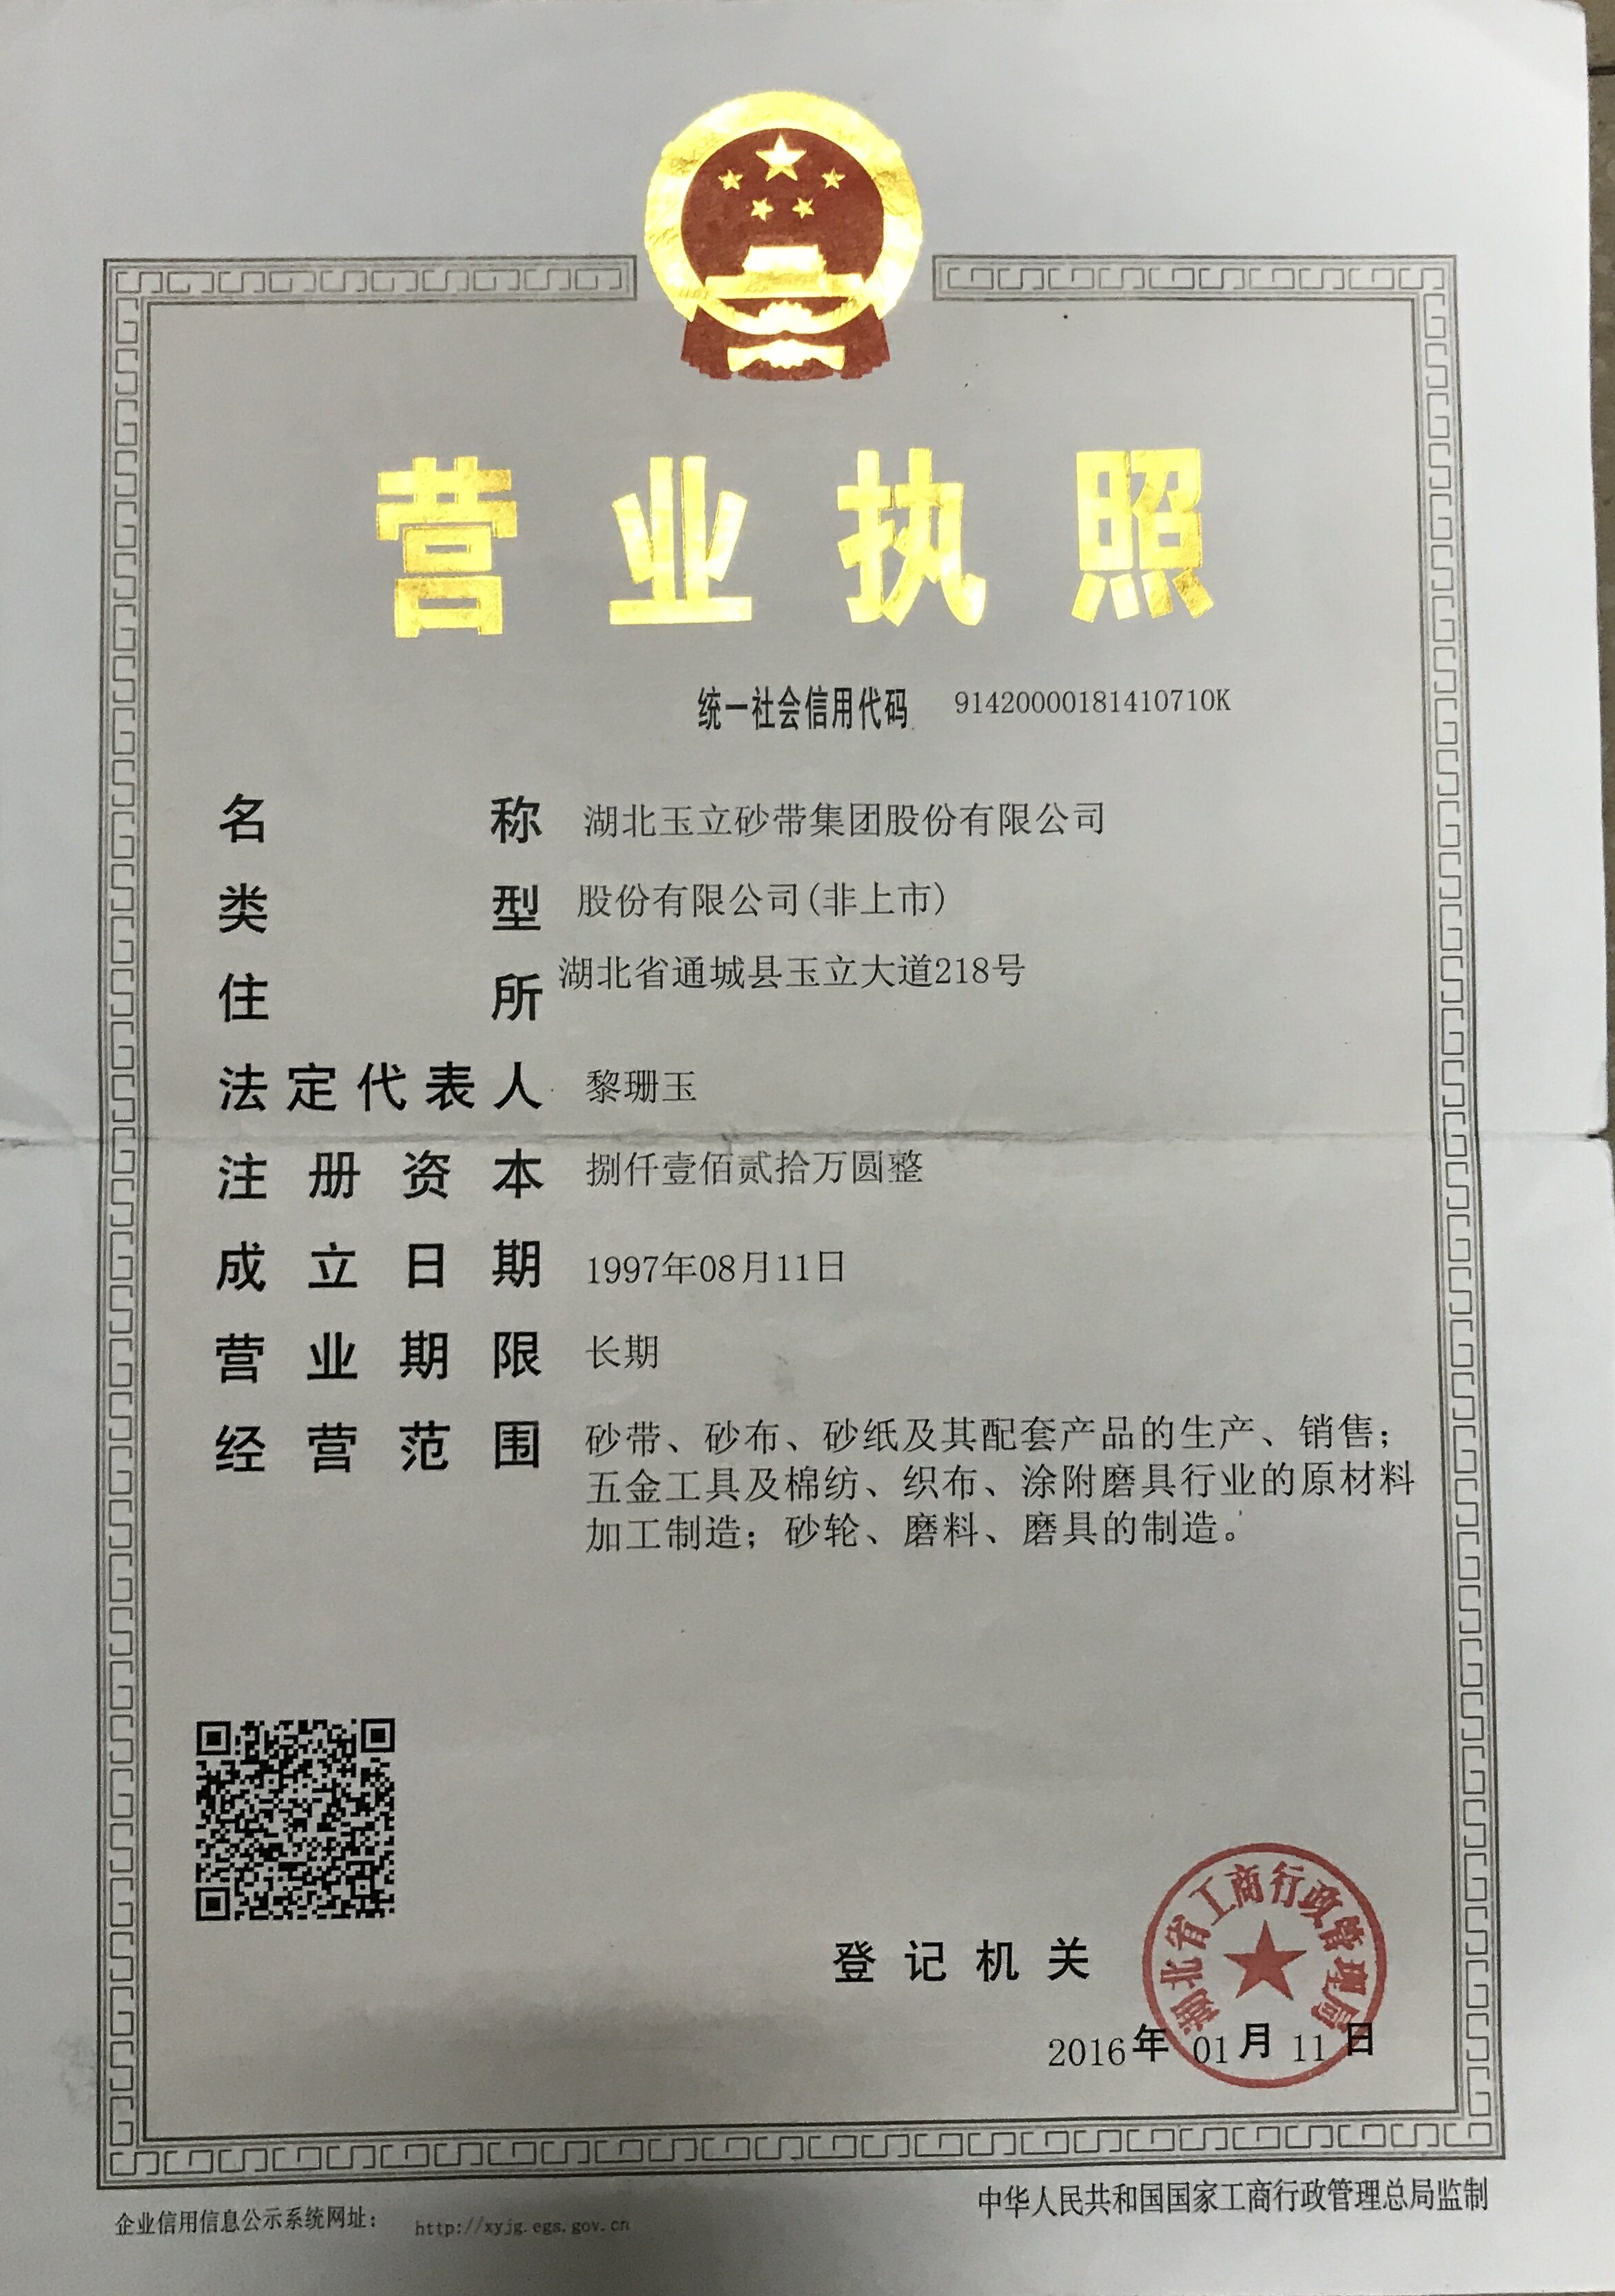 营业执照
统一社会信用代码 91420000181410710K
名称 湖北玉立砂带集团股份有限公司
类型 股份有限公司(非上市)
住所 湖北省通城县玉立大道218号
法定代表人 黎珊玉
注册资本 捌仟壹佰贰拾万圆整
成立日期 1997年08月11日
营业期限 长期
经营范围 砂带、砂布、砂纸及其配套产品的生产、销售;
五金工具及棉纺、织布、涂附磨具行业的原材料
加工制造;砂轮、磨料、磨具的制造。
登记机关
湖北省工商行政管理局
2016年01月11日
企业信用信息公示系统网址: http://xyjg.egs.gov.cn
中华人民共和国国家工商行政管理总局监制